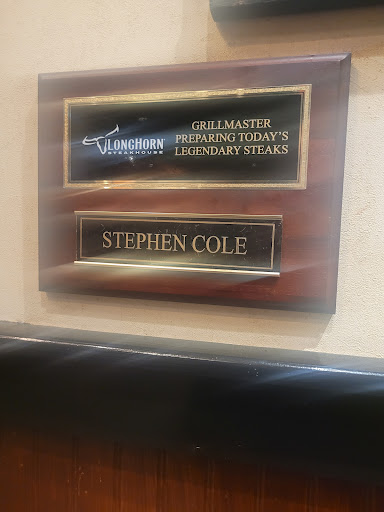 LONGHORN
STEAKHOUSE
GRILLMASTER
PREPARING TODAY'S
LEGENDARY STEAKS
STEPHEN COLE